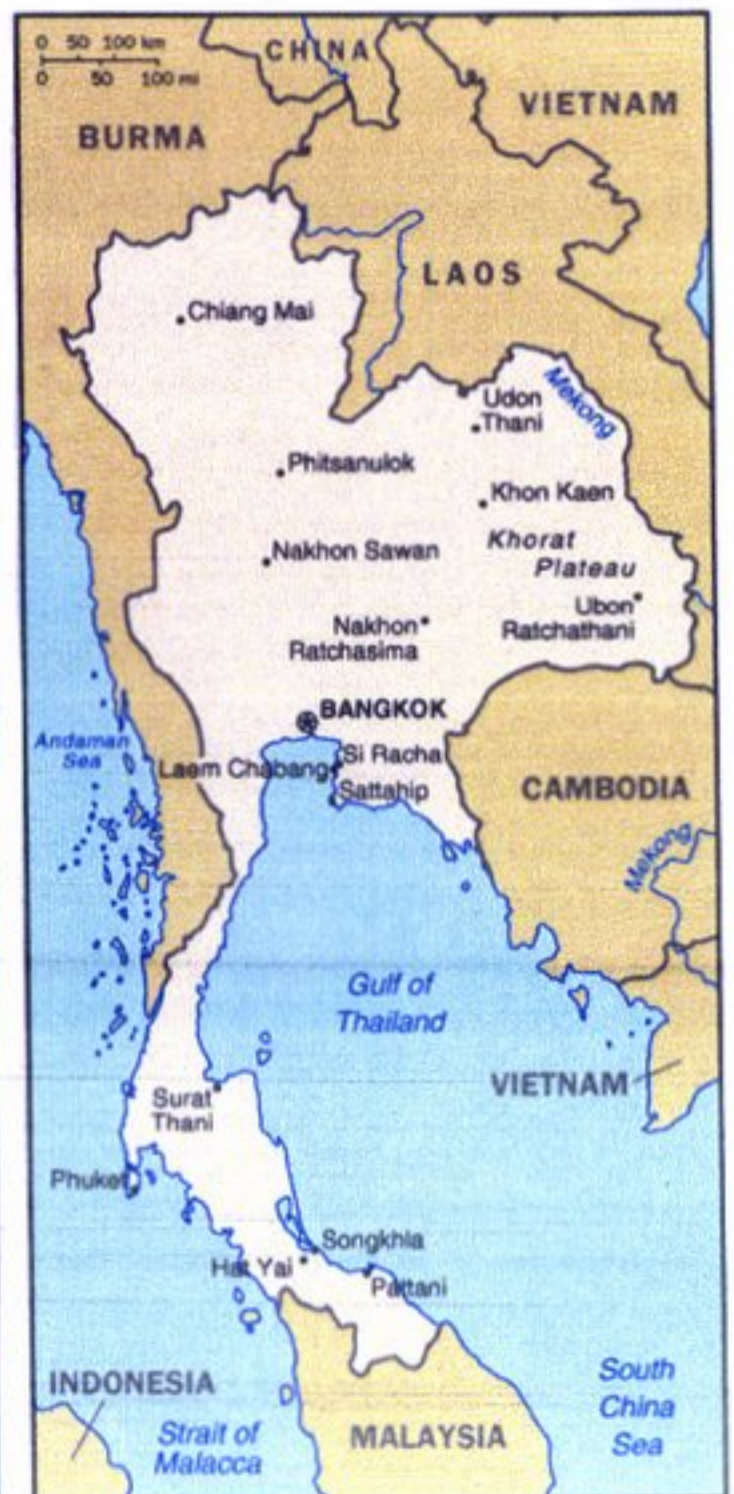 0 50 100 km
0 50 100 mi
CHINA
VIETNAM
BURMA
LAOS
Chiang Mai
Mekong
Udon
Thani
Phitsanulok
Khon Kaen
Nakhon Sawan
Khorat
Plateau
Ubon
Ratchathani
Nakhon
Ratchasima
BANGKOK
Andaman
Sea
Si Racha
Laem Chabang
Sattahip
CAMBODIA
Mekong
Gulf of
Thailand
VIETNAM
Surat
Thani
Phuket
Songkhla
Hat Yai
Pattani
INDONESIA
Strait of
Malacca
MALAYSIA
South
China
Sea